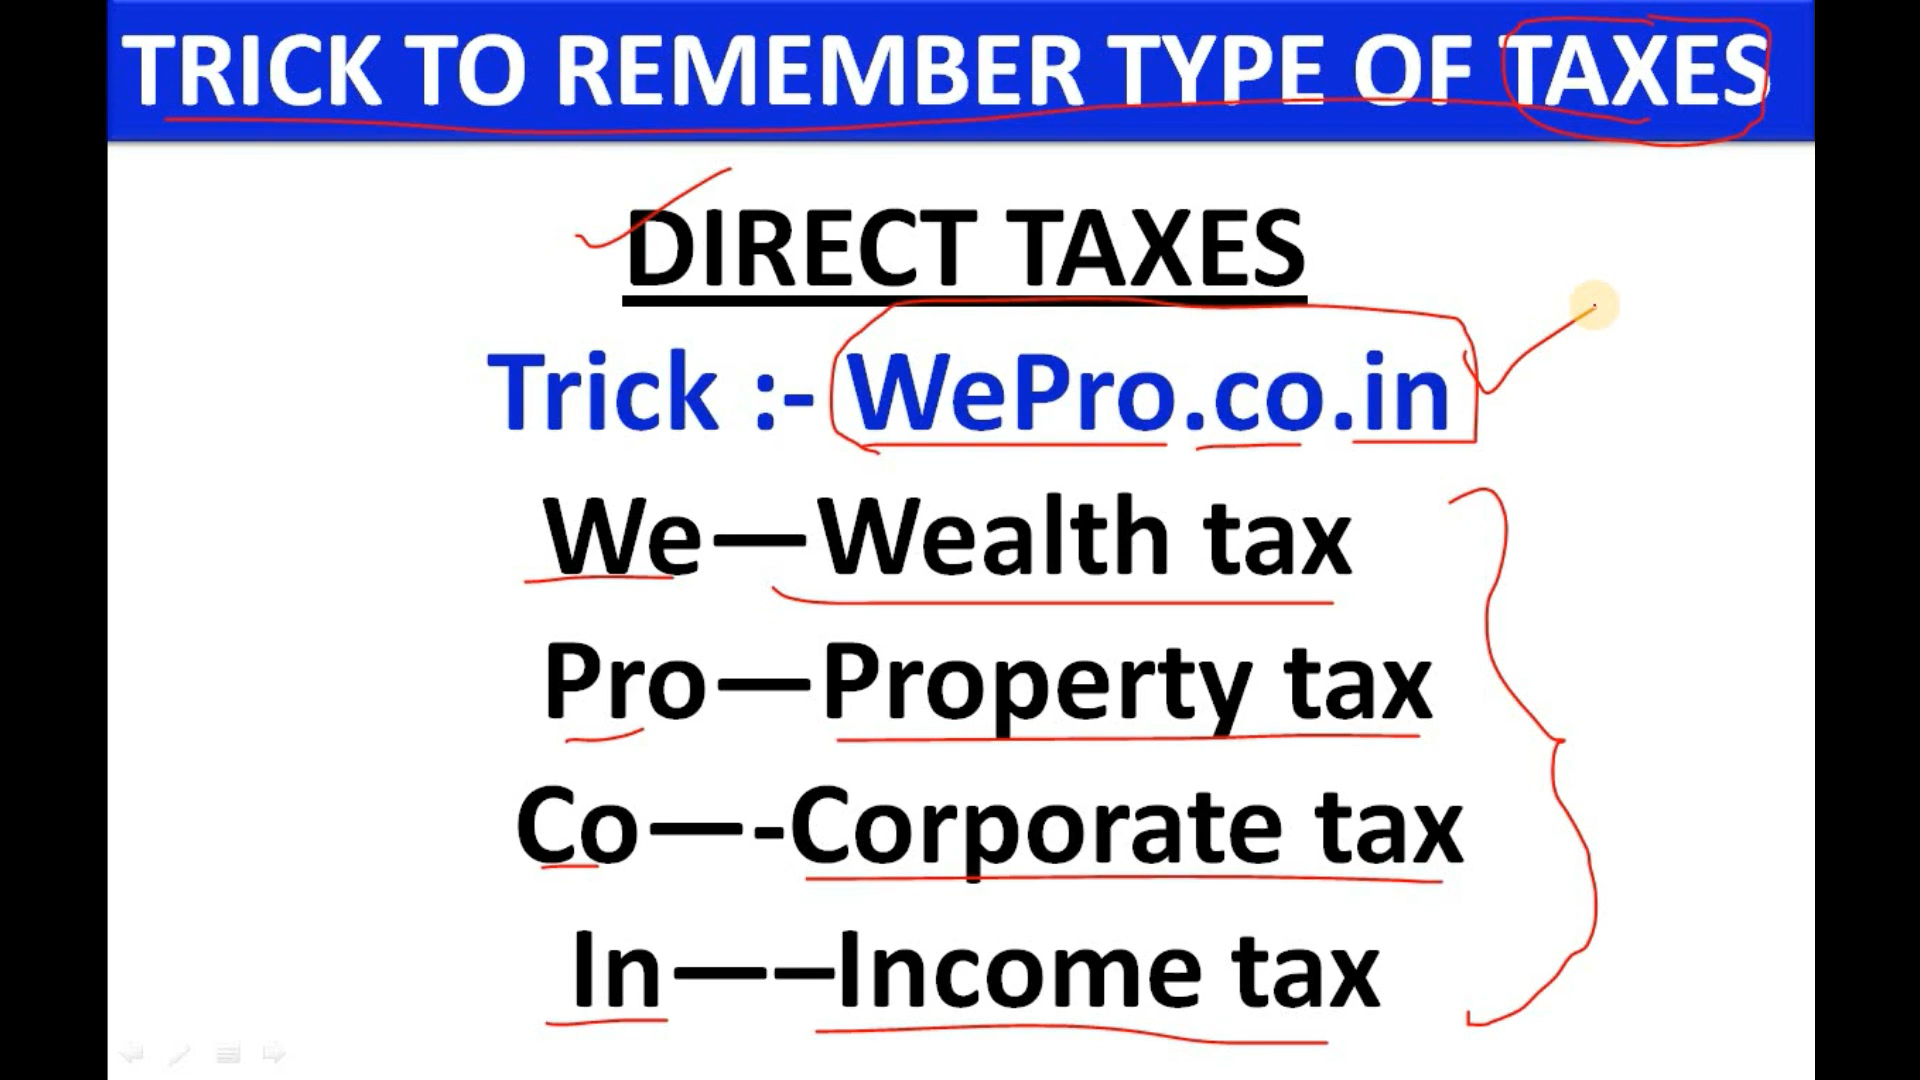 TRICK TO REMEMBER TYPE OF TAXES
DIRECT TAXES
Trick :- WePro.co.in
We—Wealth tax
Pro—Property tax
Co—-Corporate tax
In—–Income tax